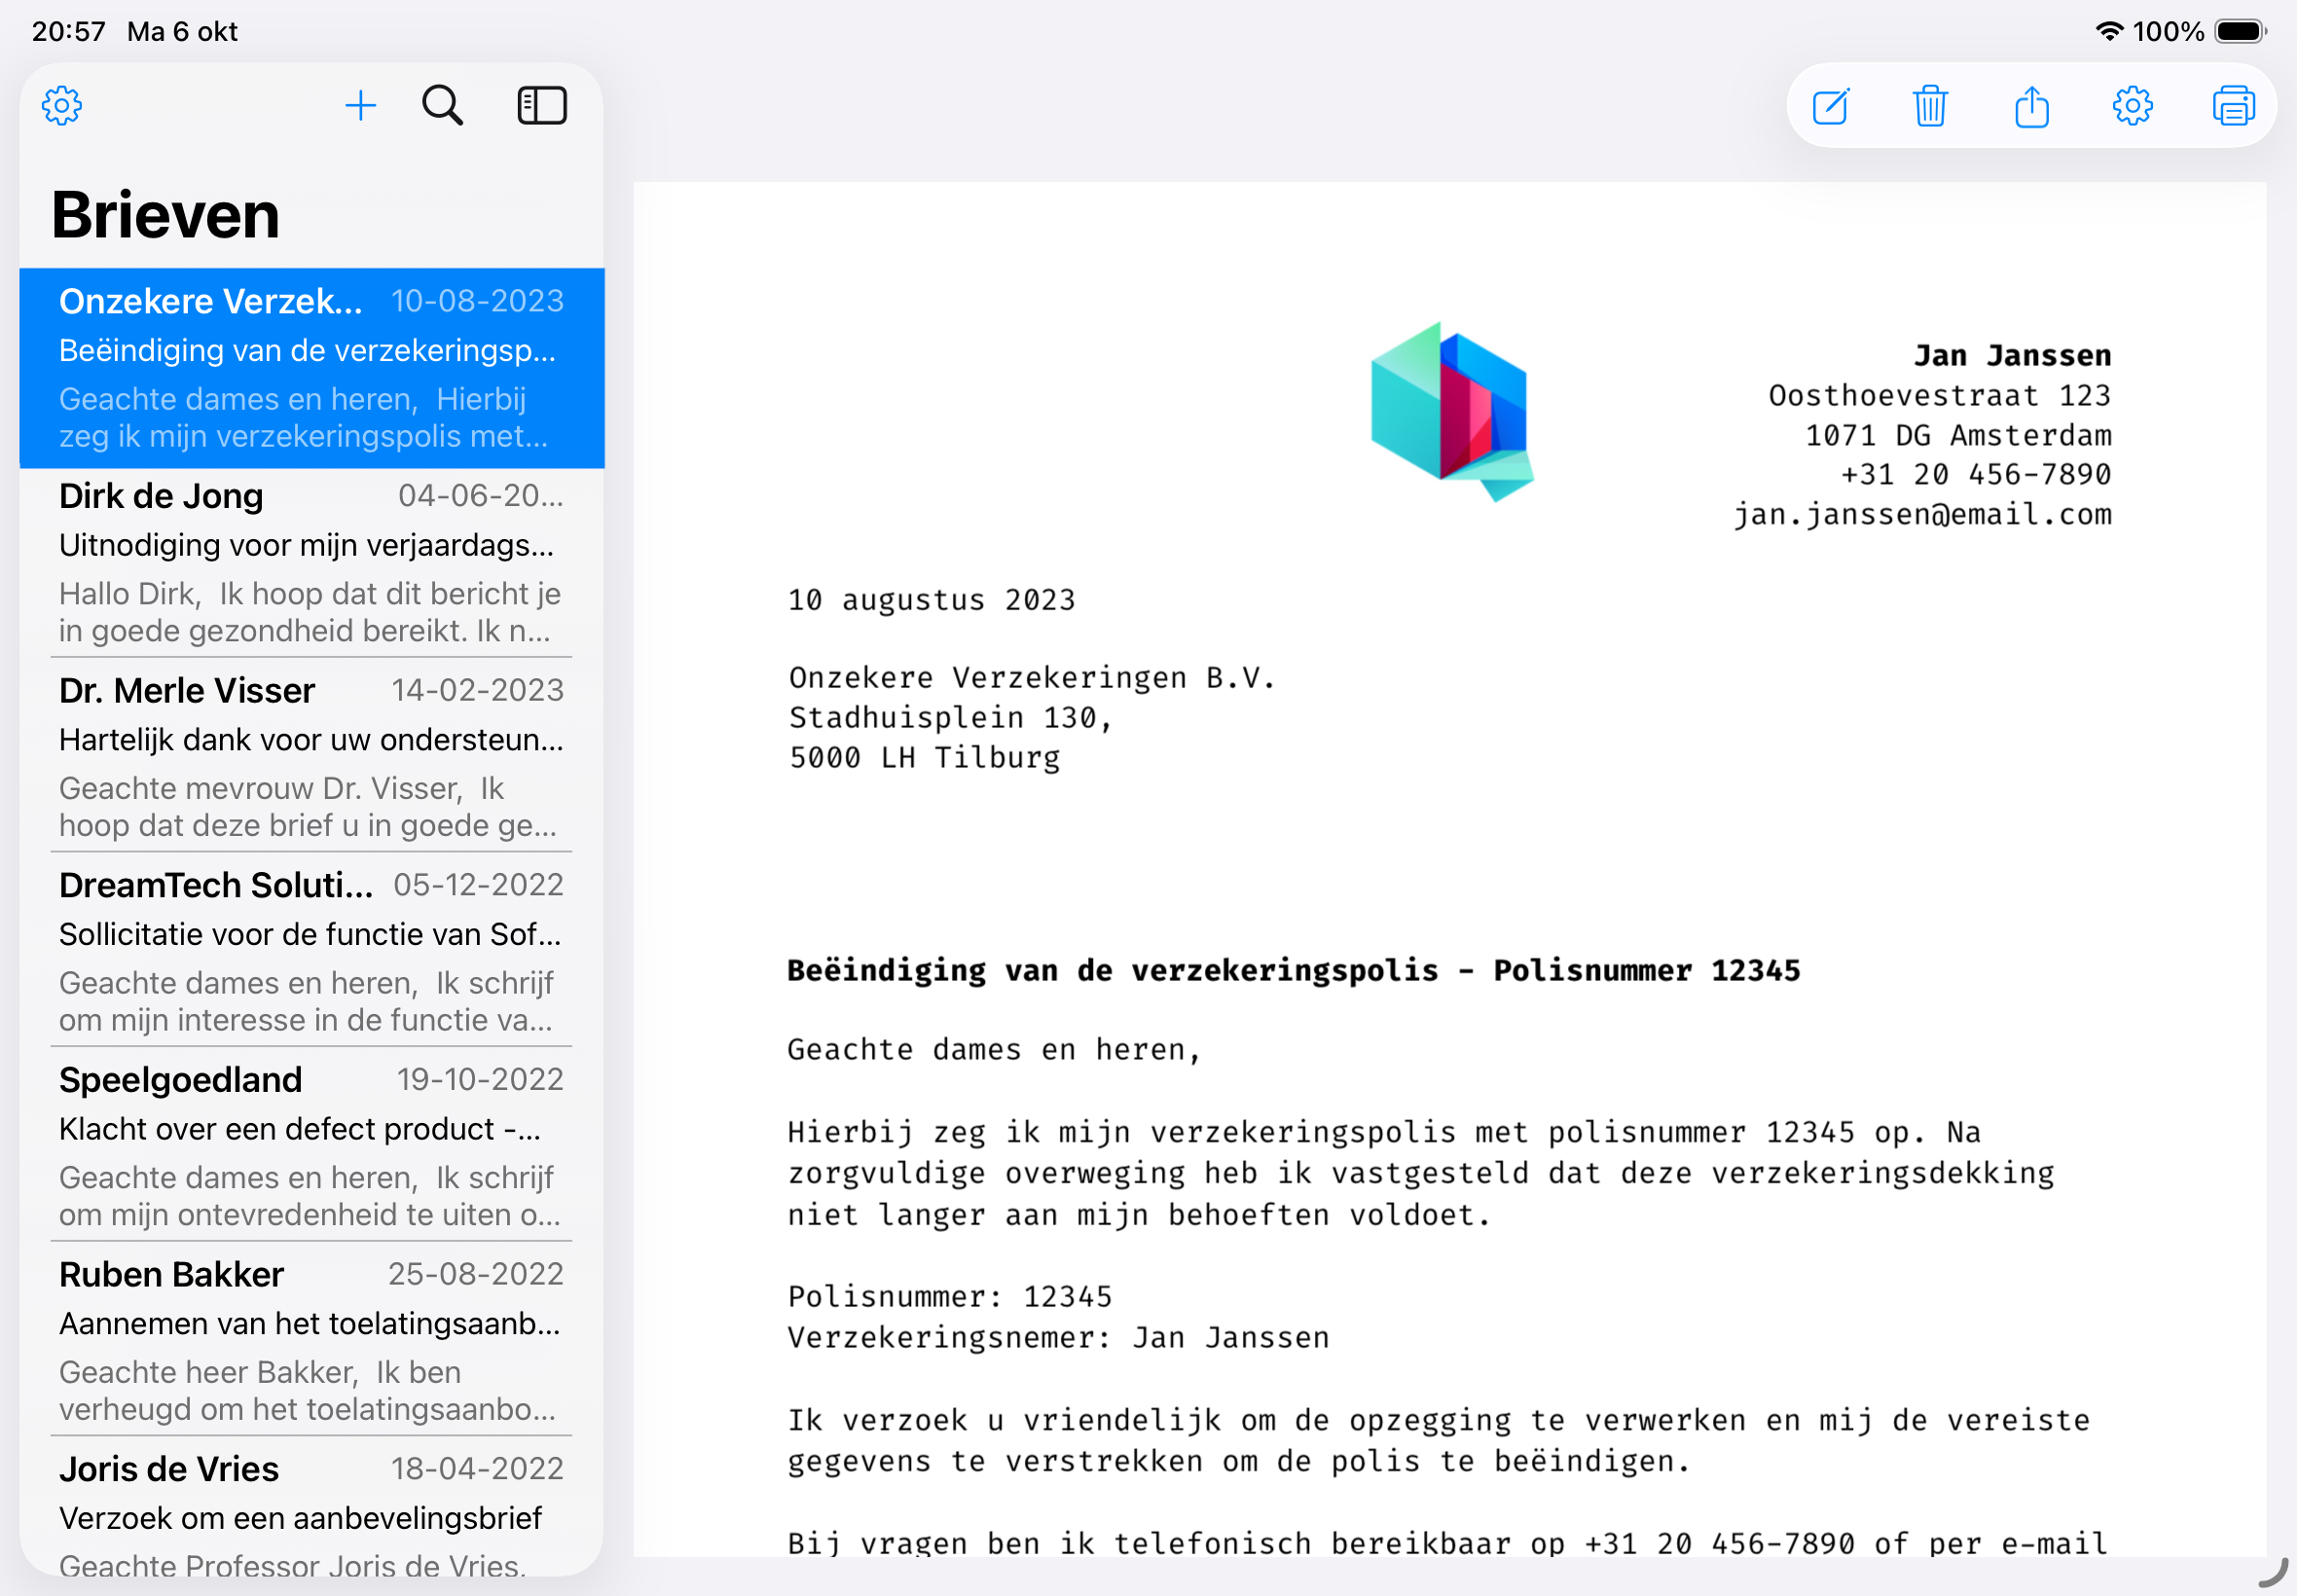 20:57 Ma 6 okt
100%
Brieven
Onzekere Verzek... 10-08-2023
Beëindiging van de verzekeringsp...
Geachte dames en heren, Hierbij
zeg ik mijn verzekeringspolis met...
Dirk de Jong 04-06-20...
Uitnodiging voor mijn verjaardags...
Hallo Dirk, Ik hoop dat dit bericht je
in goede gezondheid bereikt. Ik n...
Dr. Merle Visser 14-02-2023
Hartelijk dank voor uw ondersteun...
Geachte mevrouw Dr. Visser, Ik
hoop dat deze brief u in goede ge...
DreamTech Soluti... 05-12-2022
Sollicitatie voor de functie van Sof...
Geachte dames en heren, Ik schrijf
om mijn interesse in de functie va...
Speelgoedland 19-10-2022
Klacht over een defect product -...
Geachte dames en heren, Ik schrijf
om mijn ontevredenheid te uiten o...
Ruben Bakker 25-08-2022
Aannemen van het toelatingsaanb...
Geachte heer Bakker, Ik ben
verheugd om het toelatingsaanbo...
Joris de Vries 18-04-2022
Verzoek om een aanbevelingsbrief
Geachte Professor Joris de Vries,
Jan Janssen
Oosthoevestraat 123
1071 DG Amsterdam
+31 20 456-7890
jan.janssen@email.com
10 augustus 2023
Onzekere Verzekeringen B.V.
Stadhuisplein 130,
5000 LH Tilburg
Beëindiging van de verzekeringspolis - Polisnummer 12345
Geachte dames en heren,
Hierbij zeg ik mijn verzekeringspolis met polisnummer 12345 op. Na
zorgvuldige overweging heb ik vastgesteld dat deze verzekeringsdekking
niet langer aan mijn behoeften voldoet.
Polisnummer: 12345
Verzekeringsnemer: Jan Janssen
Ik verzoek u vriendelijk om de opzegging te verwerken en mij de vereiste
gegevens te verstrekken om de polis te beëindigen.
Bij vragen ben ik telefonisch bereikbaar op +31 20 456-7890 of per e-mail